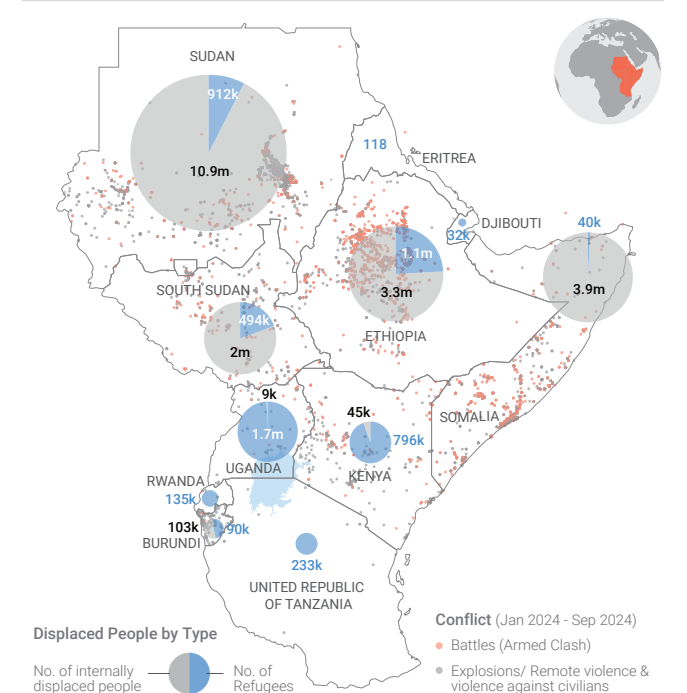 SUDAN
912k
10.9m
118
ERITREA
DJIBOUTI
32k
40k
1.1m
3.3m
3.9m
ETHIOPIA
SOUTH SUDAN
494k
2m
9k
1.7m
UGANDA
45k
796k
KENYA
SOMALIA
RWANDA
135k
103k
90k
BURUNDI
233k
UNITED REPUBLIC
OF TANZANIA
Displaced People by Type
No. of internally
displaced people
No. of
Refugees
Conflict (Jan 2024 - Sep 2024)
Battles (Armed Clash)
Explosions/ Remote violence &
violence against civilians